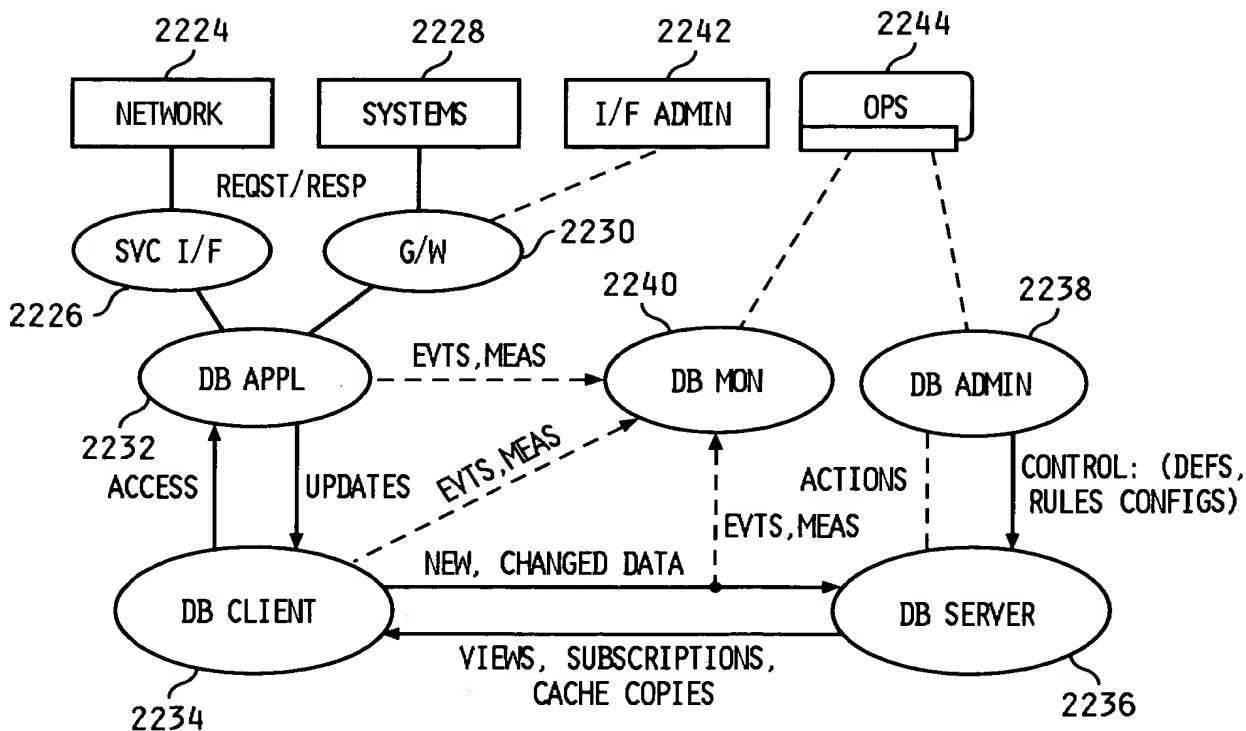 2224
2228
2242
2244
NETWORK
SYSTEMS
I/F ADMIN
OPS
REQST/RESP
SVC I/F
G/W
2230
2226
2240
2238
DB APPL
EVTS,MEAS
DB MON
DB ADMIN
2232
ACCESS
UPDATES
EVTS,MEAS
ACTIONS
CONTROL: (DEFS,
RULES CONFIGS)
EVTS,MEAS
NEW, CHANGED DATA
DB CLIENT
DB SERVER
VIEWS, SUBSCRIPTIONS,
CACHE COPIES
2234
2236